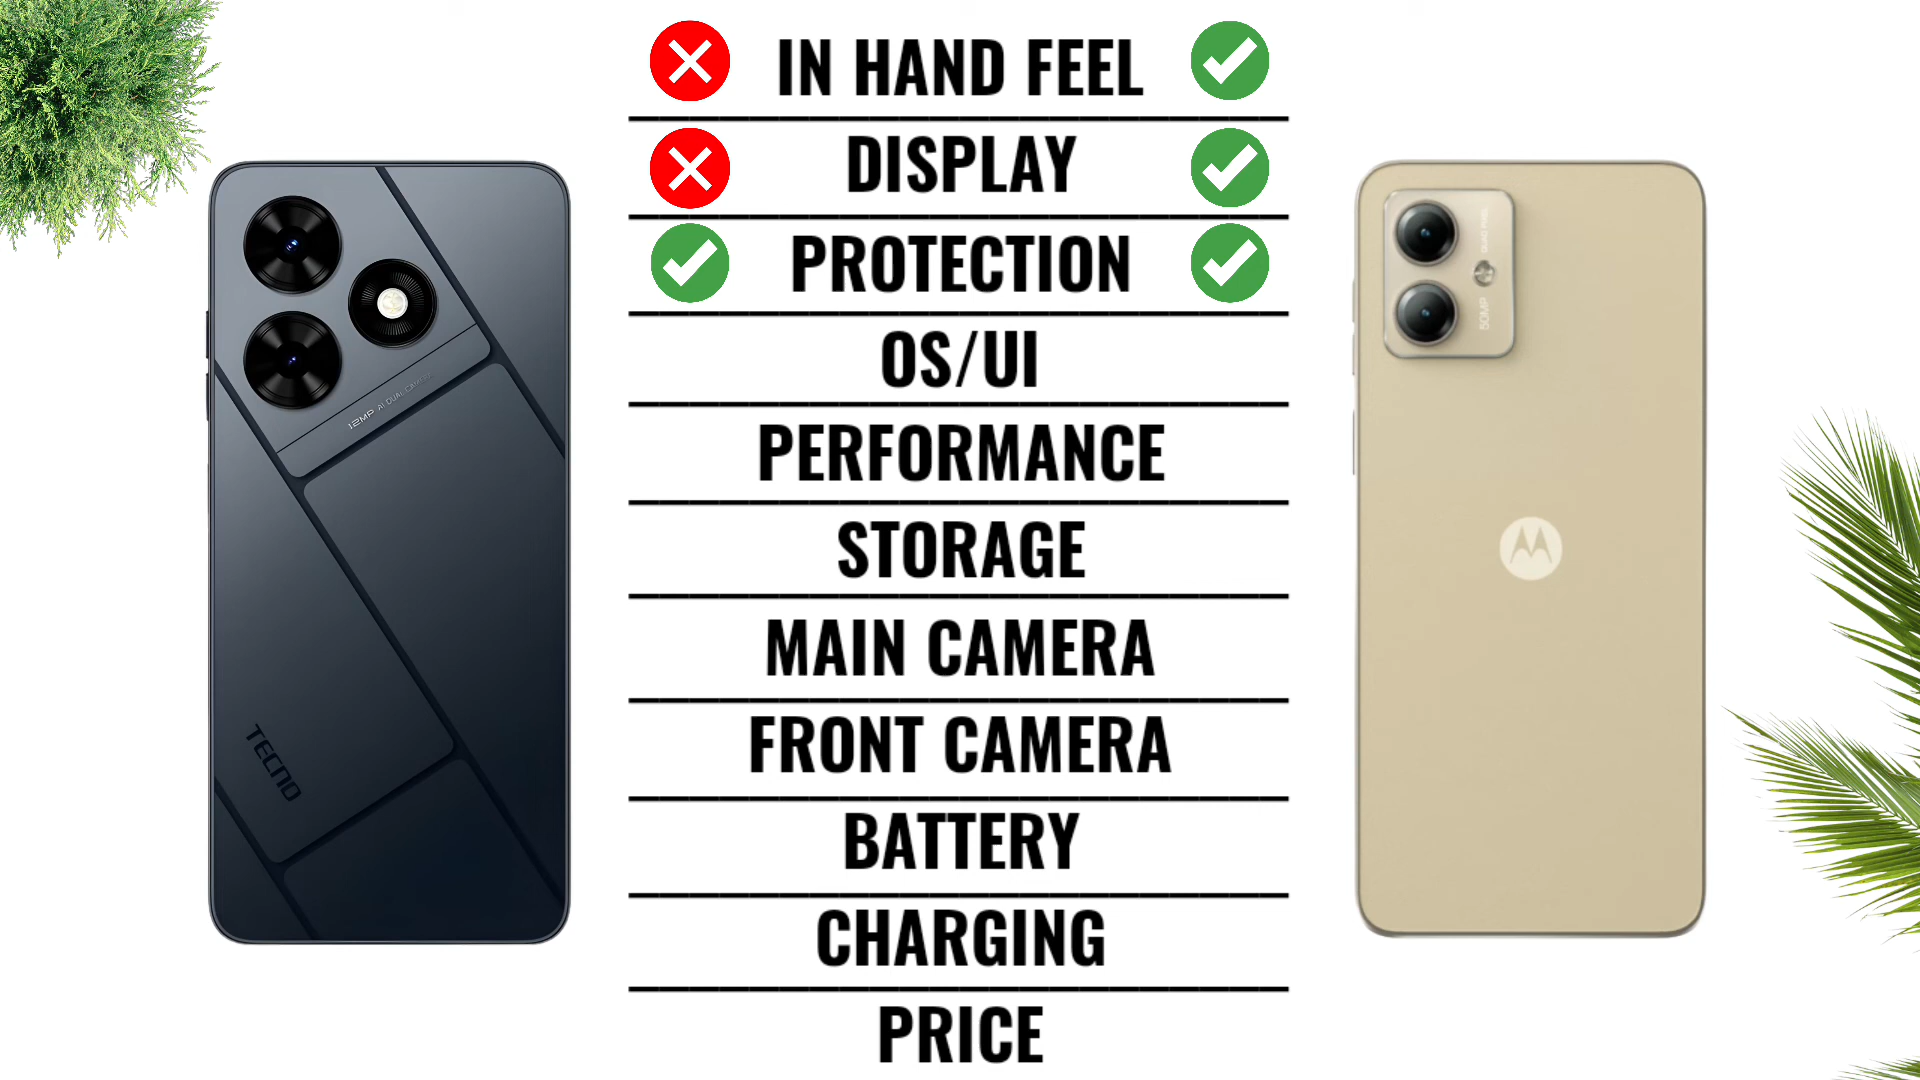 IN HAND FEEL
DISPLAY
PROTECTION
OS/UI
PERFORMANCE
STORAGE
MAIN CAMERA
FRONT CAMERA
BATTERY
CHARGING
PRICE
12MP AI DUAL CAMERA
TECNO
50MP